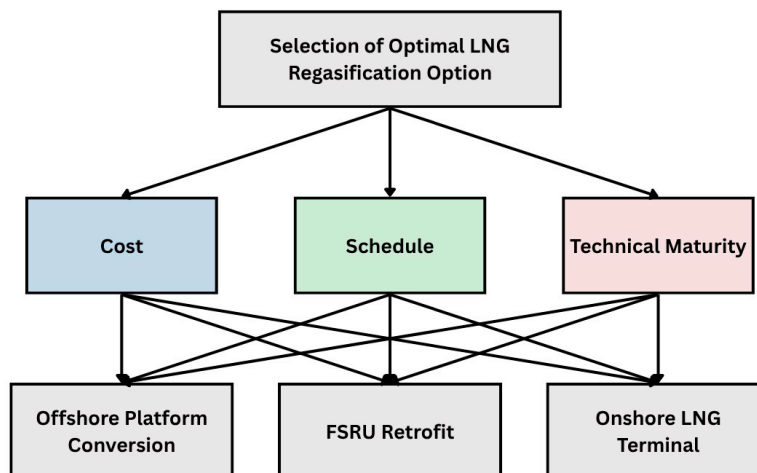 Selection of Optimal LNG
Regasification Option
Cost
Schedule
Technical Maturity
Offshore Platform
Conversion
FSRU Retrofit
Onshore LNG
Terminal